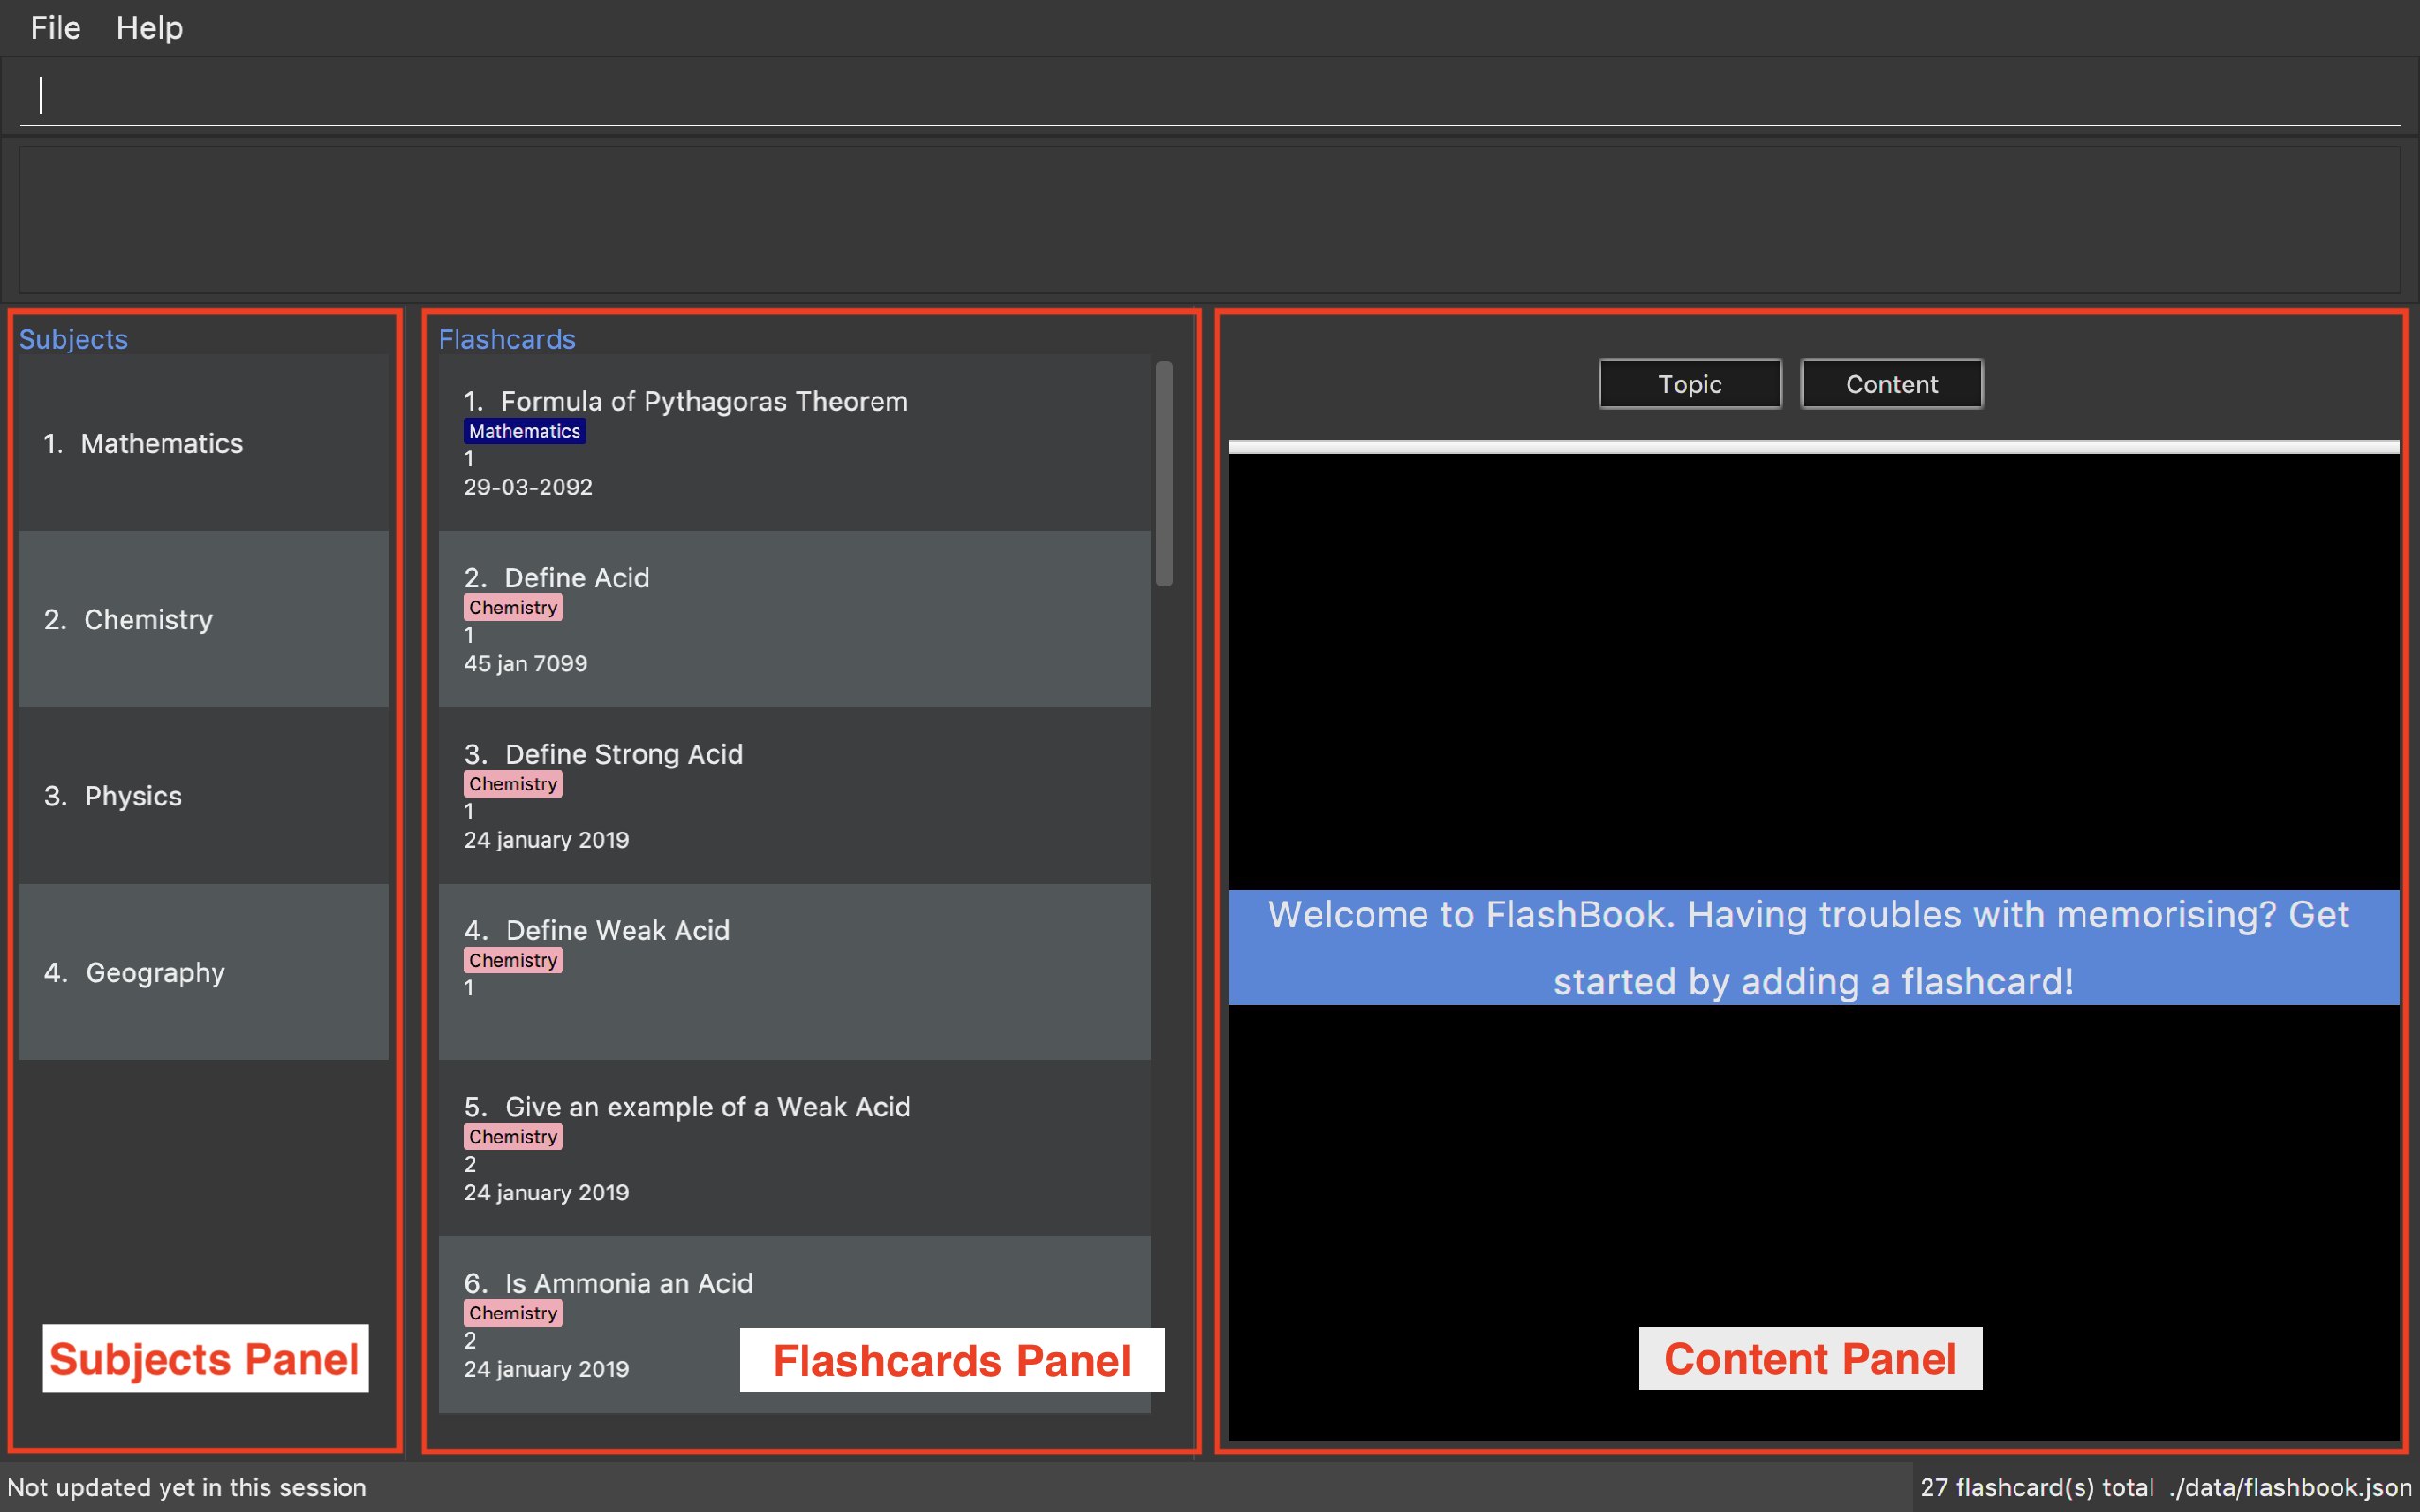 File Help
Subjects
1. Mathematics
2. Chemistry
3. Physics
4. Geography
Subjects Panel
Flashcards
1. Formula of Pythagoras Theorem
Mathematics
1
29-03-2092
2. Define Acid
Chemistry
1
45 jan 7099
3. Define Strong Acid
Chemistry
1
24 january 2019
4. Define Weak Acid
Chemistry
1
5. Give an example of a Weak Acid
Chemistry
2
24 january 2019
6. Is Ammonia an Acid
Chemistry
2
24 january 2019
Flashcards Panel
Topic Content
Welcome to FlashBook. Having troubles with memorising? Get
started by adding a flashcard!
Content Panel
Not updated yet in this session
27 flashcard(s) total ./data/flashbook.json